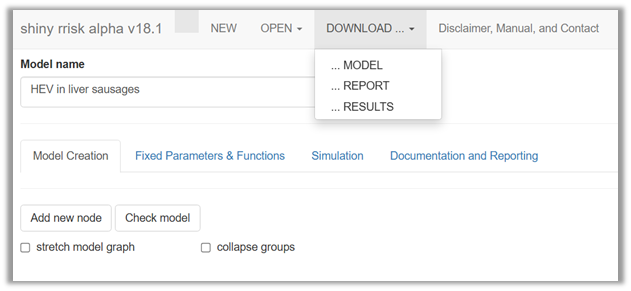 shiny rrisk alpha v18.1 NEW OPEN DOWNLOAD ... Disclaimer, Manual, and Contact
Model name
HEV in liver sausages
... MODEL
... REPORT
... RESULTS
Model Creation Fixed Parameters & Functions Simulation Documentation and Reporting
Add new node Check model
stretch model graph collapse groups